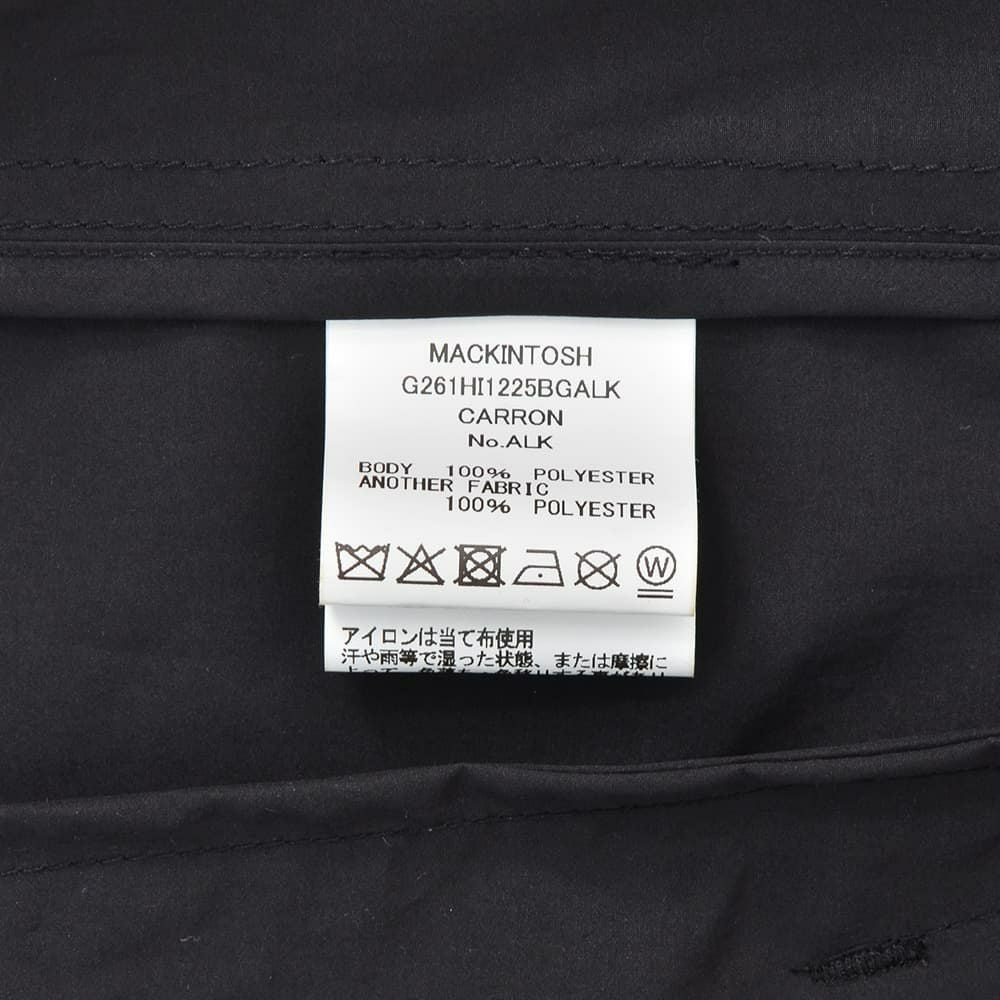 MACKINTOSH
G261HI1225BGALK
CARRON
No.ALK
BODY 100% POLYESTER
ANOTHER FABRIC
100% POLYESTER
W
アイロンは当て布使用
汗や雨等で湿った状態、または摩擦に